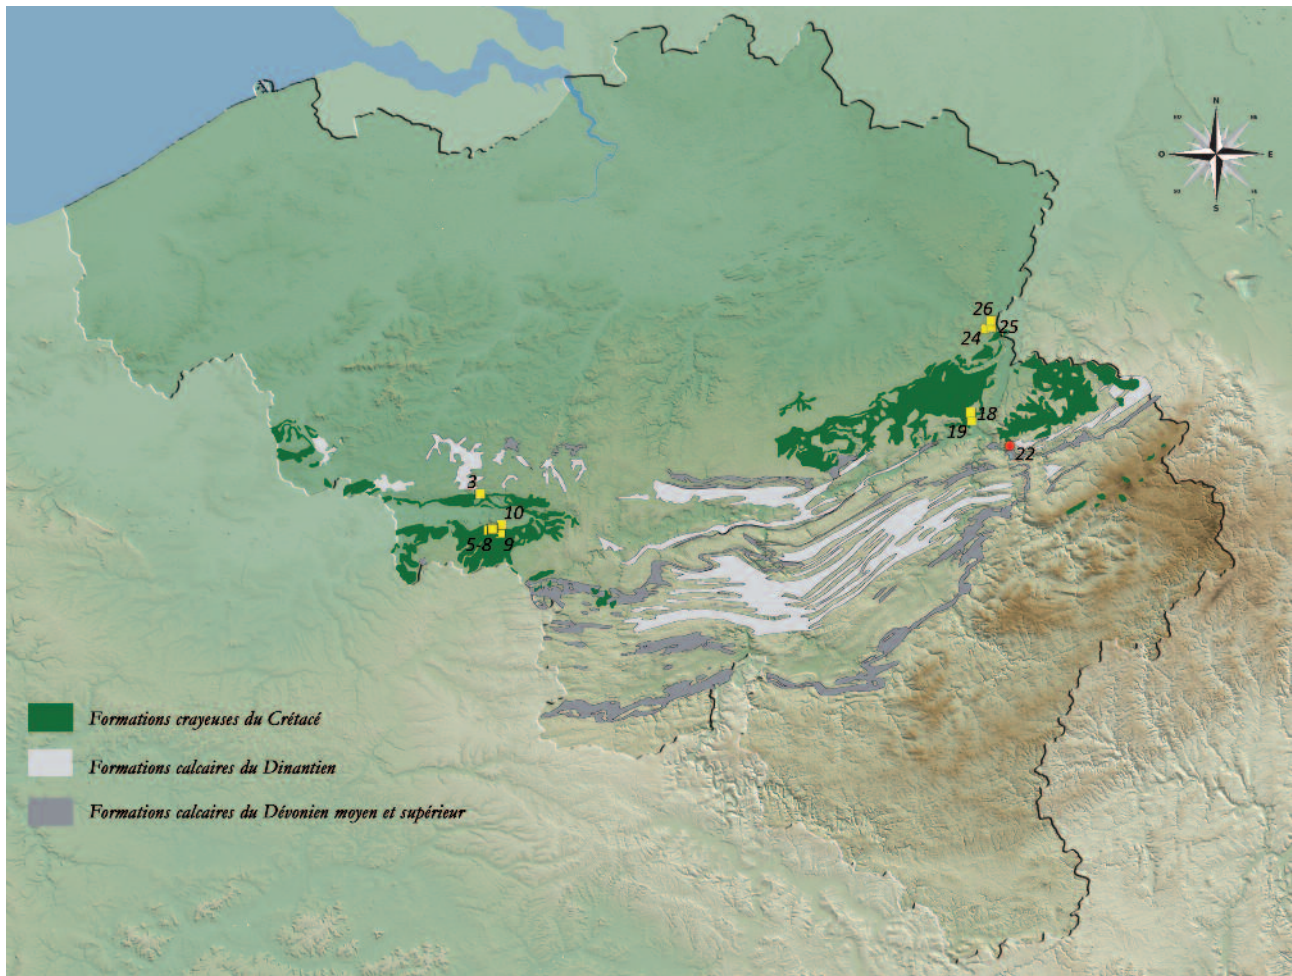 N
O
E
S
26
25
24
18
19
22
3
10
5-8
9
Formations crayeuses du Crétacé
Formations calcaires du Dinantien
Formations calcaires du Dévonien moyen et supérieur